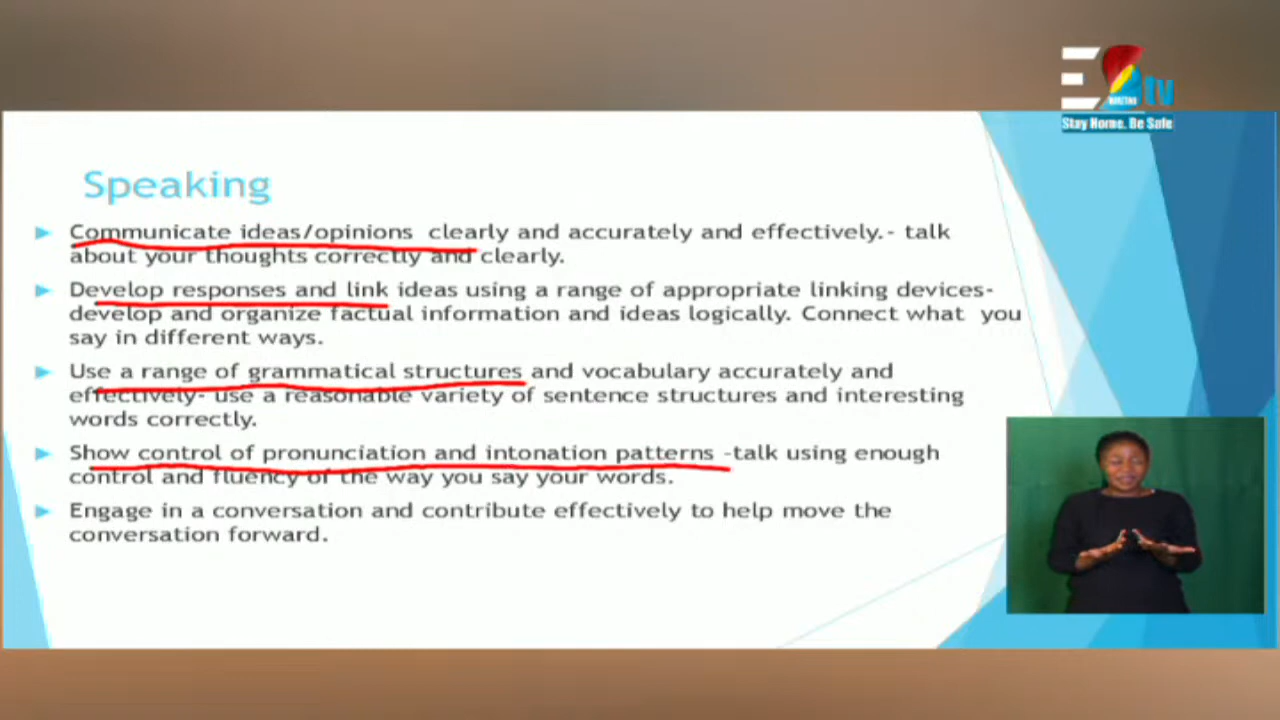 tv
Stay Home. Be Safe
Speaking
Communicate ideas/opinions clearly and accurately and effectively.- talk
about your thoughts correctly and clearly.
Develop responses and link ideas using a range of appropriate linking devices-
develop and organize factual information and ideas logically. Connect what you
say in different ways.
Use a range of grammatical structures and vocabulary accurately and
effectively- use a reasonable variety of sentence structures and interesting
words correctly.
Show control of pronunciation and intonation patterns -talk using enough
control and fluency of the way you say your words.
Engage in a conversation and contribute effectively to help move the
conversation forward.